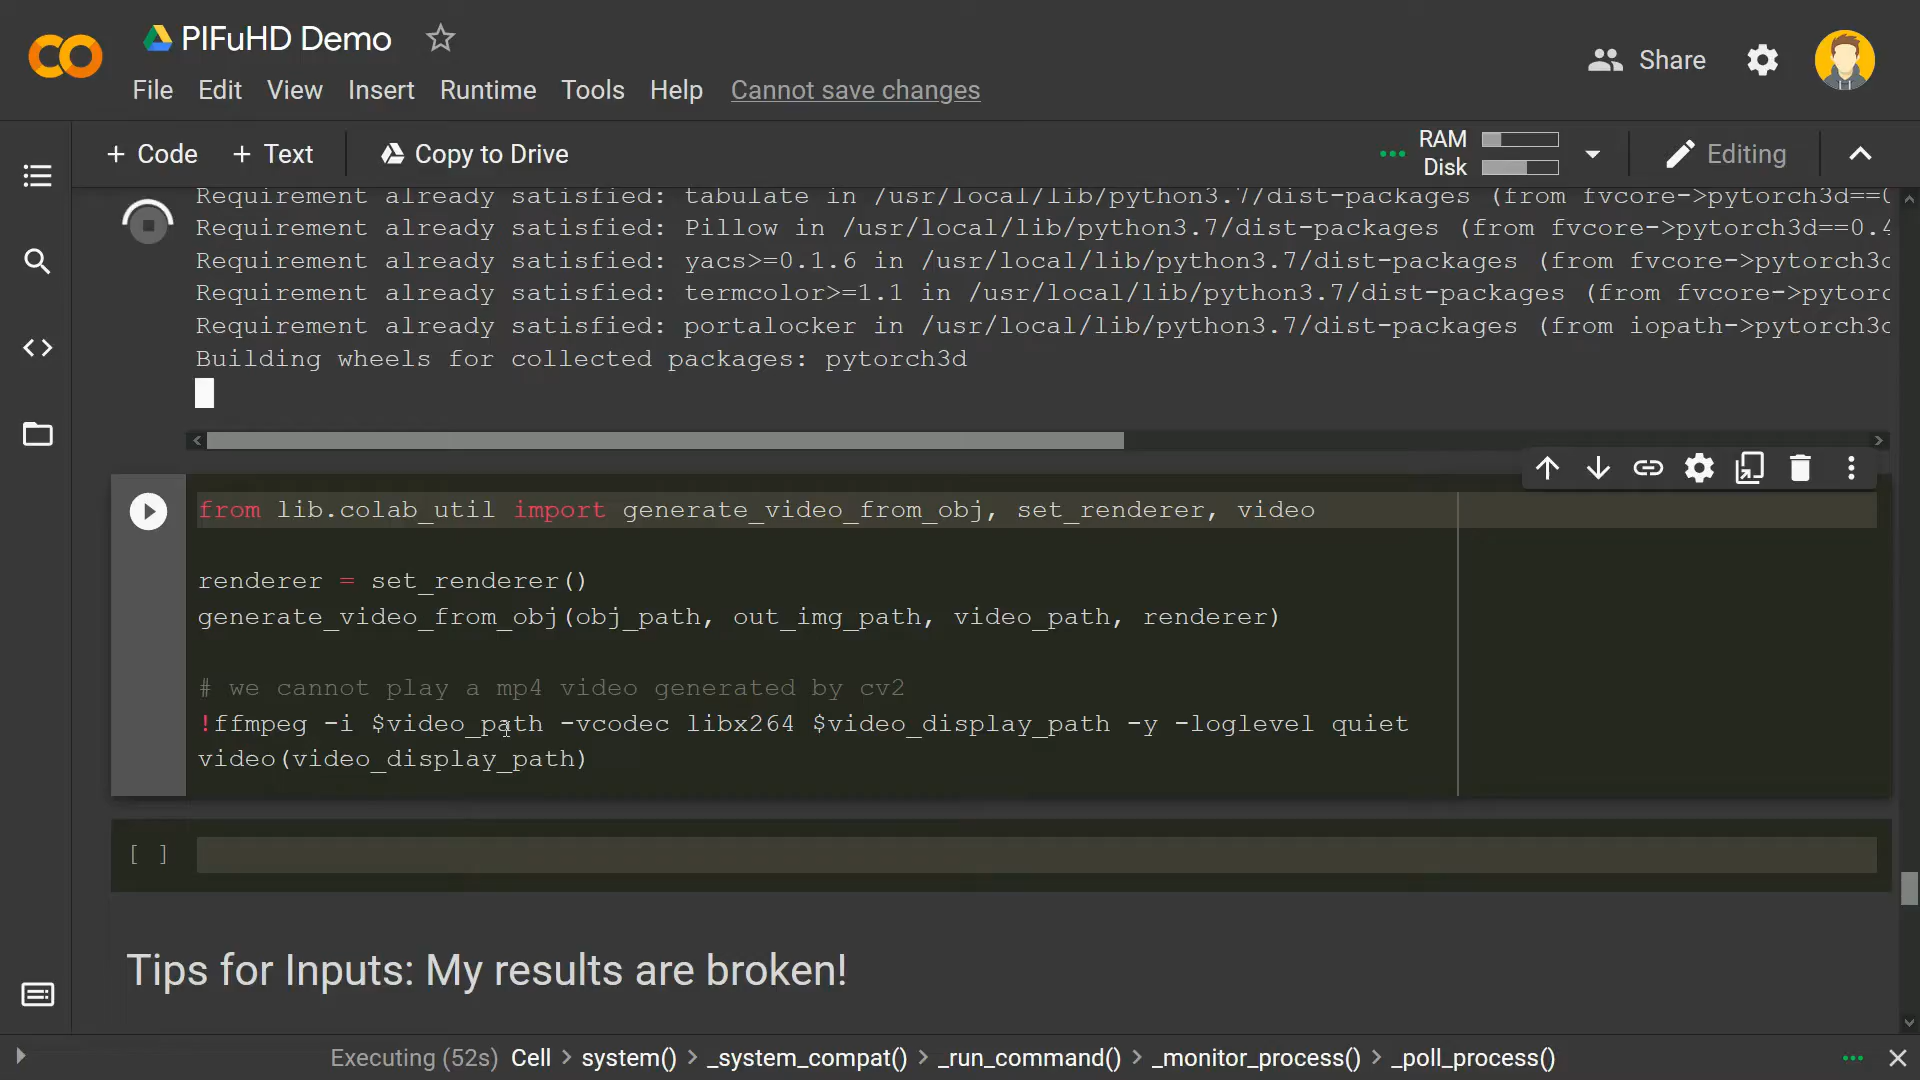 PIFuHD Demo
File Edit View Insert Runtime Tools Help Cannot save changes
Share
+ Code + Text Copy to Drive
RAM
Disk
Editing
Requirement already satisfied: tabulate in /usr/local/lib/python3.7/dist-packages (from fvcore->pytorch3d==0
Requirement already satisfied: Pillow in /usr/local/lib/python3.7/dist-packages (from fvcore->pytorch3d==0.4
Requirement already satisfied: yacs>=0.1.6 in /usr/local/lib/python3.7/dist-packages (from fvcore->pytorch3d
Requirement already satisfied: termcolor>=1.1 in /usr/local/lib/python3.7/dist-packages (from fvcore->pytorc
Requirement already satisfied: portalocker in /usr/local/lib/python3.7/dist-packages (from iopath->pytorch3d
Building wheels for collected packages: pytorch3d
from lib.colab_util import generate_video_from_obj, set_renderer, video
renderer = set_renderer()
generate_video_from_obj(obj_path, out_img_path, video_path, renderer)
# we cannot play a mp4 video generated by cv2
!ffmpeg -i $video_path -vcodec libx264 $video_display_path -y -loglevel quiet
video(video_display_path)
[ ]
Tips for Inputs: My results are broken!
Executing (52s) Cell > system() > _system_compat() > _run_command() > _monitor_process() > _poll_process()